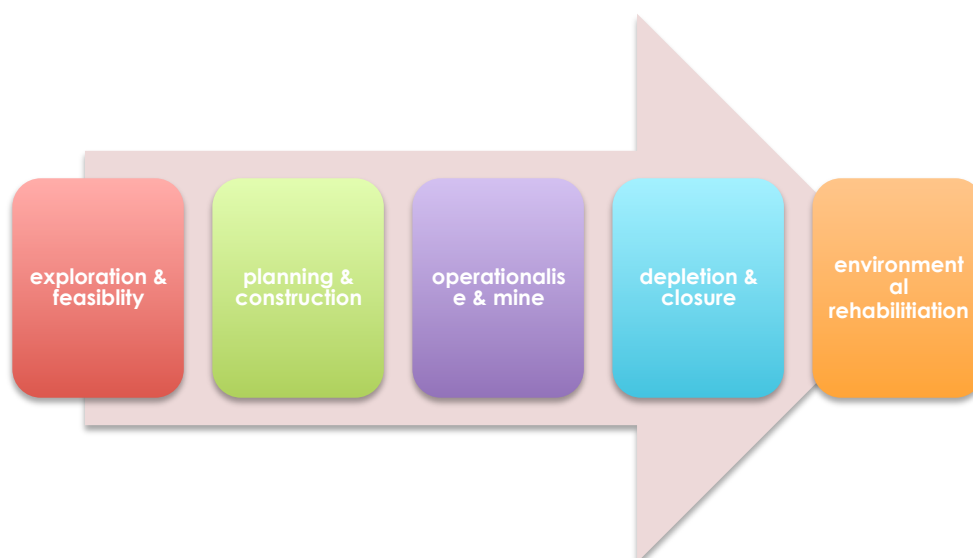 exploration &
feasiblity
planning &
construction
operationalis
e & mine
depletion &
closure
environment
al
rehabilitiation